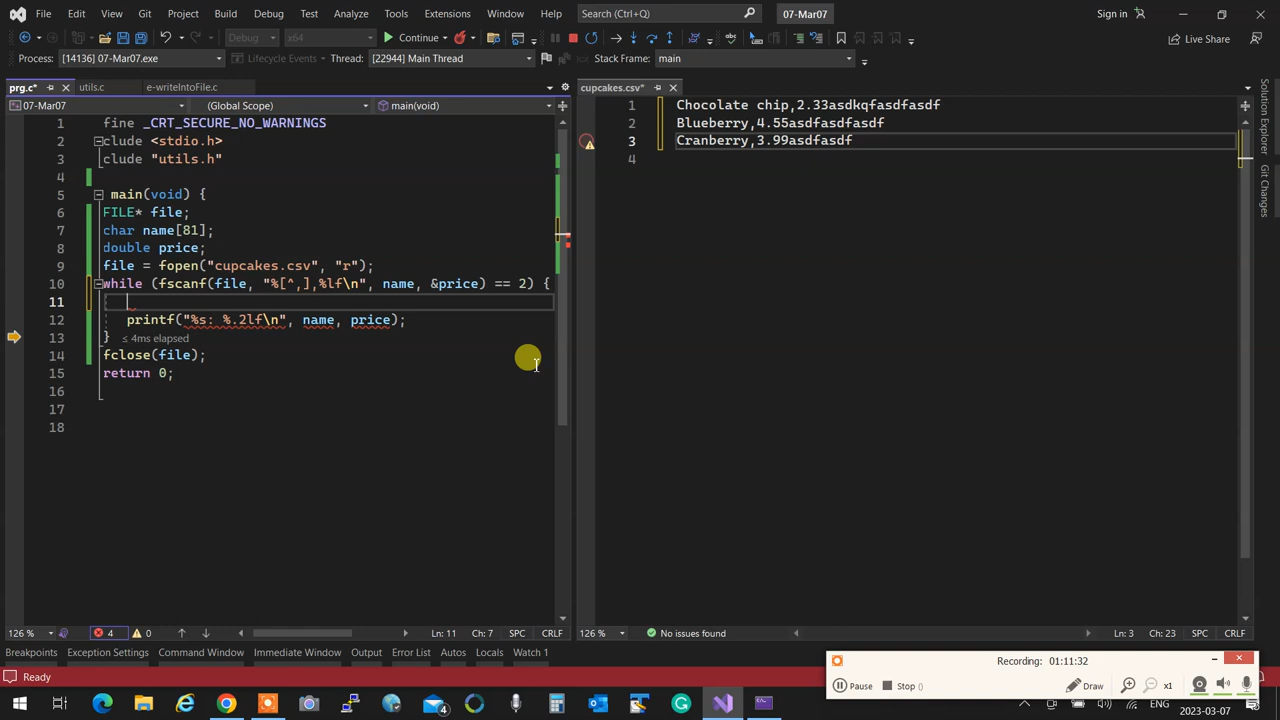 File Edit View Git Project Build Debug Test Analyze Tools Extensions Window Help Search (Ctrl+Q) 07-Mar07 Sign in
Debug x64 Continue Live Share
Process: [14136] 07-Mar07.exe Lifecycle Events Thread: [22944] Main Thread Stack Frame: main
prg.c* utils.c e-writeIntoFile.c
07-Mar07 (Global Scope) main(void)
1 fine _CRT_SECURE_NO_WARNINGS
2 clude <stdio.h>
3 clude "utils.h"
4
5 main(void) {
6 FILE* file;
7 char name[81];
8 double price;
9 file = fopen("cupcakes.csv", "r");
10 while (fscanf(file, "%[^,],%lf\n", name, &price) == 2) {
11
12 printf("%s: %.2lf\n", name, price);
13 } ≤ 4ms elapsed
14 fclose(file);
15 return 0;
16
17
18
126 % 4 0 Ln: 11 Ch: 7 SPC CRLF
cupcakes.csv*
1 Chocolate chip,2.33asdkqfasdfasdf
2 Blueberry,4.55asdfasdfasdf
3 Cranberry,3.99asdfasdf
4
126 % No issues found Ln: 3 Ch: 23 SPC CRLF
Solution Explorer
Git Changes
Breakpoints Exception Settings Command Window Immediate Window Output Error List Autos Locals Watch 1
Ready
Recording: 01:11:32
Pause Stop () Draw x1
4 ENG 2023-03-07